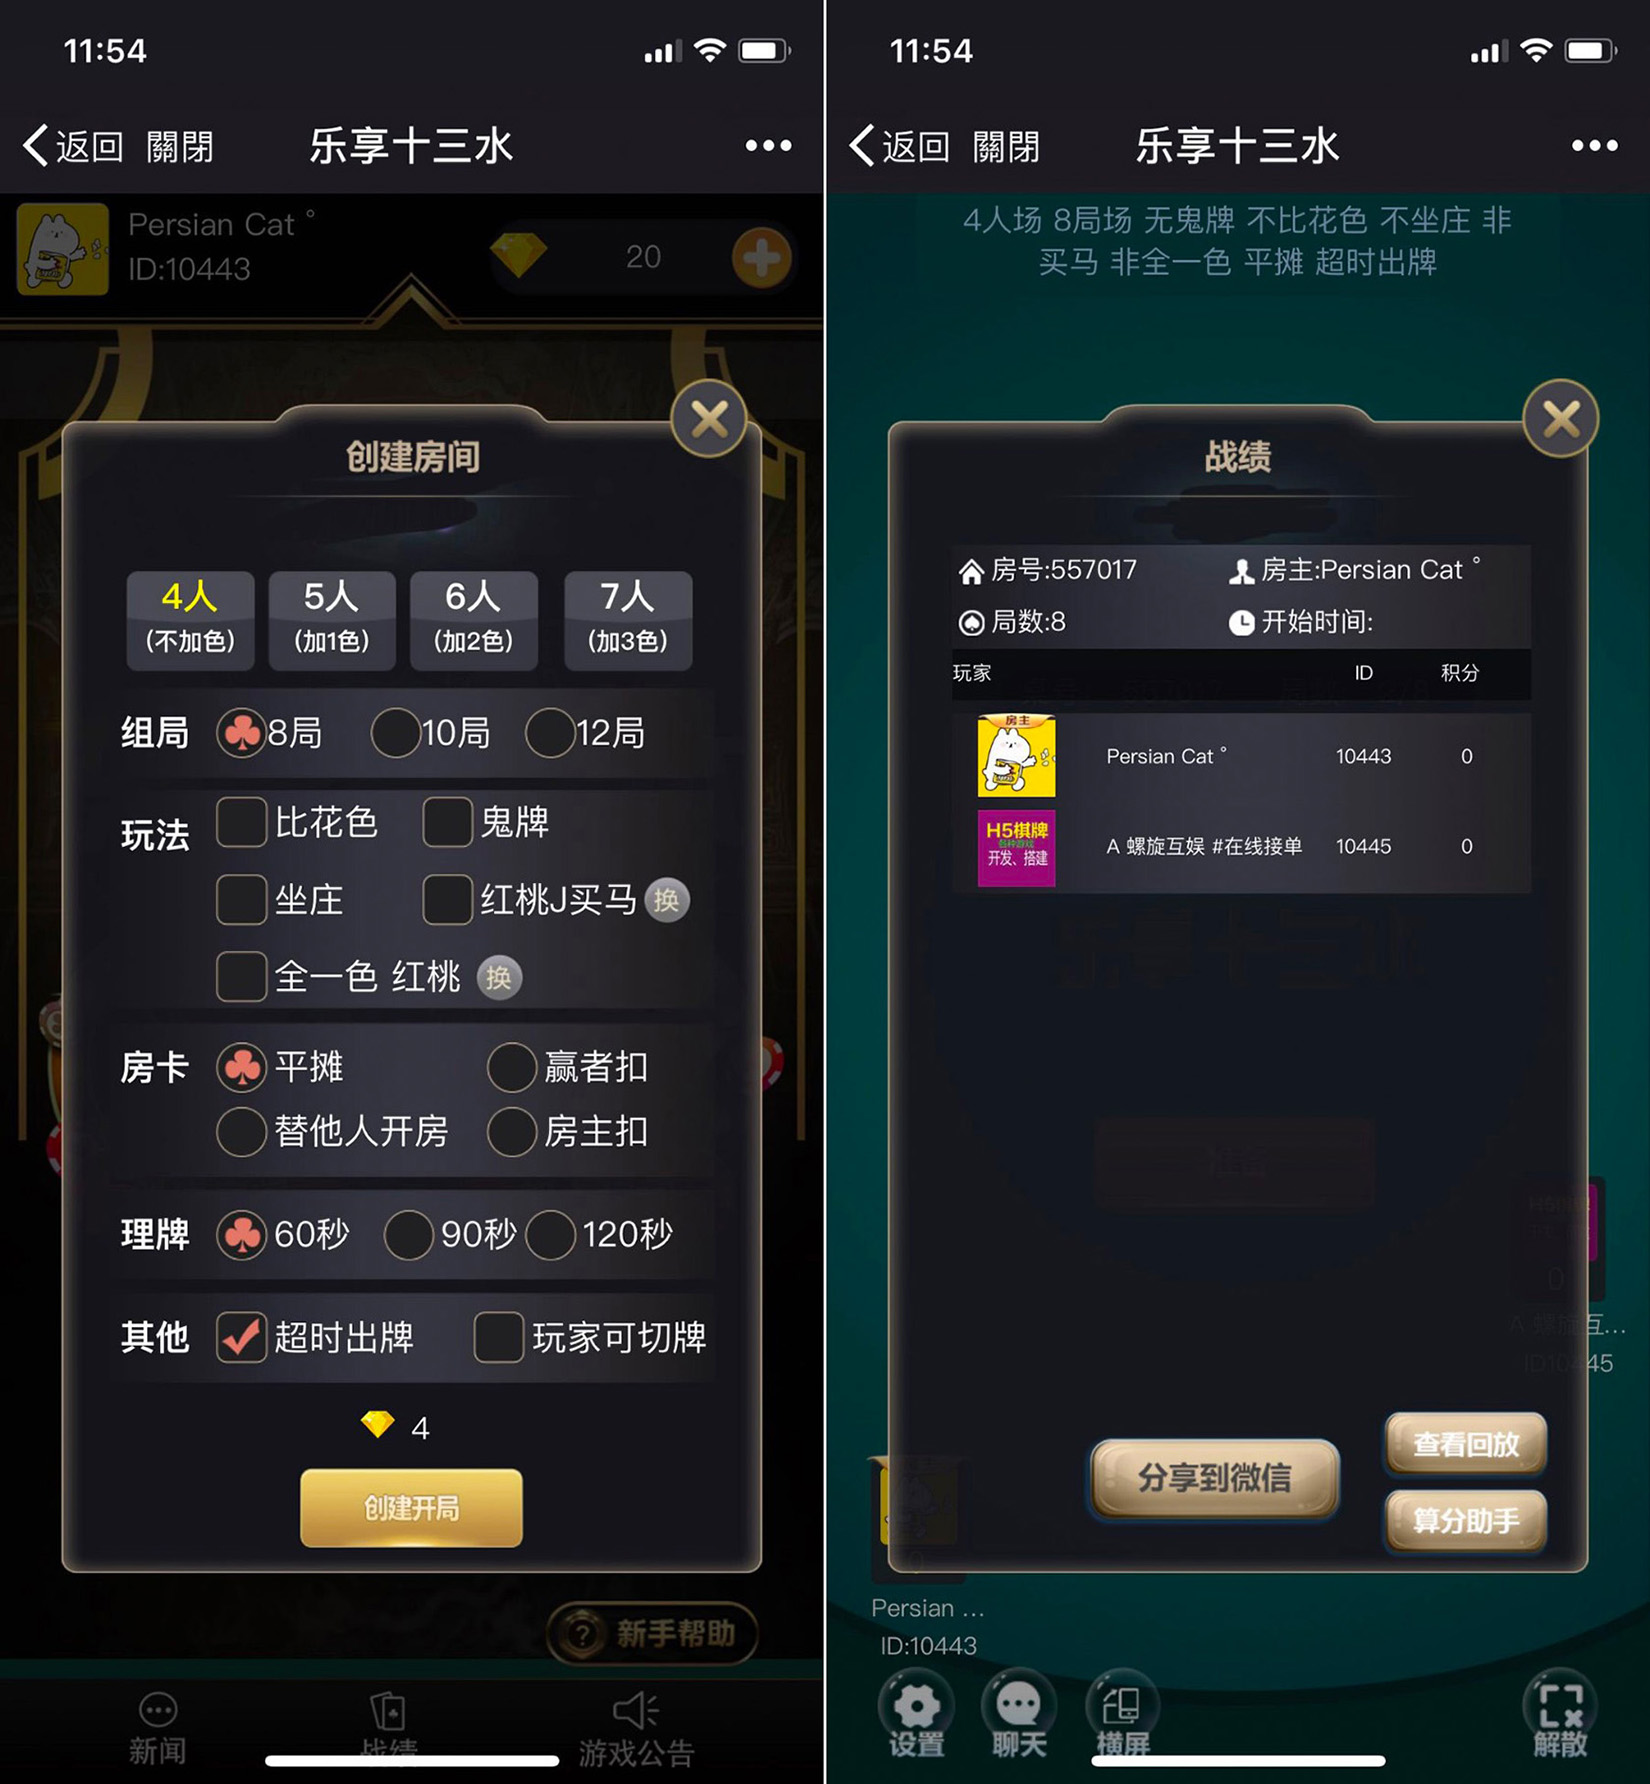 11:54
返回 關閉 乐享十三水
Persian Cat °
ID:10443
20
创建房间
4人 5人 6人 7人
(不加色) (加1色) (加2色) (加3色)
组局 8局 10局 12局
玩法 比花色 鬼牌
坐庄 红桃J买马 换
全一色 红桃 换
房卡 平摊 赢者扣
替他人开房 房主扣
理牌 60秒 90秒 120秒
其他 超时出牌 玩家可切牌
4
创建开局
新手帮助
新闻 战绩 游戏公告
11:54
返回 關閉 乐享十三水
4人场 8局场 无鬼牌 不比花色 不坐庄 非
买马 非全一色 平摊 超时出牌
战绩
房号:557017 房主:Persian Cat °
局数:8 开始时间:
玩家 ID 积分
房主
Persian Cat ° 10443 0
H5棋牌
各种游戏
开发、搭建
A 螺旋互娱 #在线接单 10445 0
0
A 螺旋互...
ID10445
分享到微信
查看回放
算分助手
Persian ...
ID:10443
设置 聊天 横屏 解散